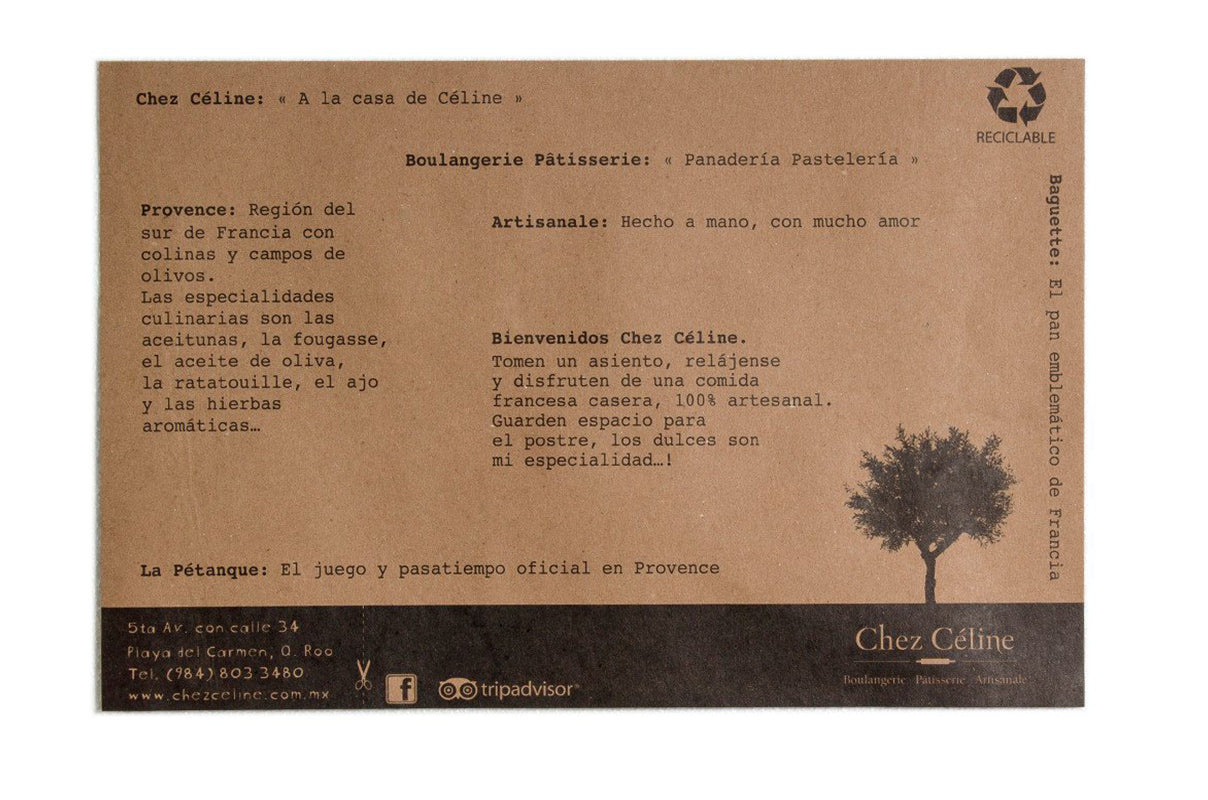 Chez Céline: « A la casa de Céline »
RECICLABLE
Boulangerie Pâtisserie: « Panadería Pastelería »
Baguette: El pan emblemático de Francia
Provence: Región del
sur de Francia con
colinas y campos de
olivos.
Las especialidades
culinarias son las
aceitunas, la fougasse,
el aceite de oliva,
la ratatouille, el ajo
y las hierbas
aromáticas…
Artisanale: Hecho a mano, con mucho amor
Bienvenidos Chez Céline.
Tomen un asiento, relájense
y disfruten de una comida
francesa casera, 100% artesanal.
Guarden espacio para
el postre, los dulces son
mi especialidad…!
La Pétanque: El juego y pasatiempo oficial en Provence
5ta Av. con calle 34
Playa del Carmen, Q. Roo
Tel. (984) 803 3480
www.chezceline.com.mx
f
tripadvisor
Chez Céline
Boulangerie Pâtisserie Artisanale